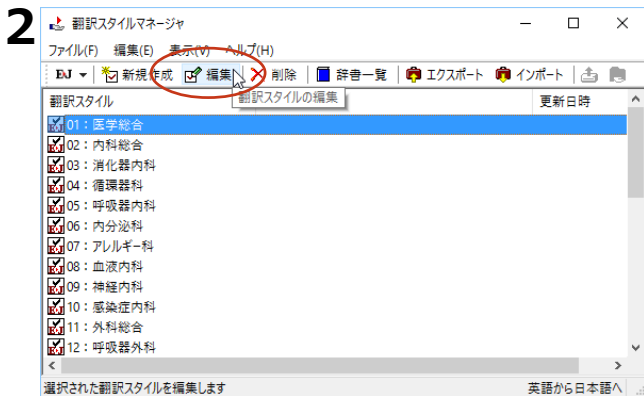 2
翻訳スタイルマネージャ
ファイル(F) 編集(E) 表示(V) ヘルプ(H)
EJ 新規作成 編集 削除 辞書一覧 エクスポート インポート
翻訳スタイルの編集
翻訳スタイル 更新日時
01：医学総合
02：内科総合
03：消化器内科
04：循環器科
05：呼吸器内科
06：内分泌科
07：アレルギー科
08：血液内科
09：神経内科
10：感染症内科
11：外科総合
12：呼吸器外科
選択された翻訳スタイルを編集します 英語から日本語へ